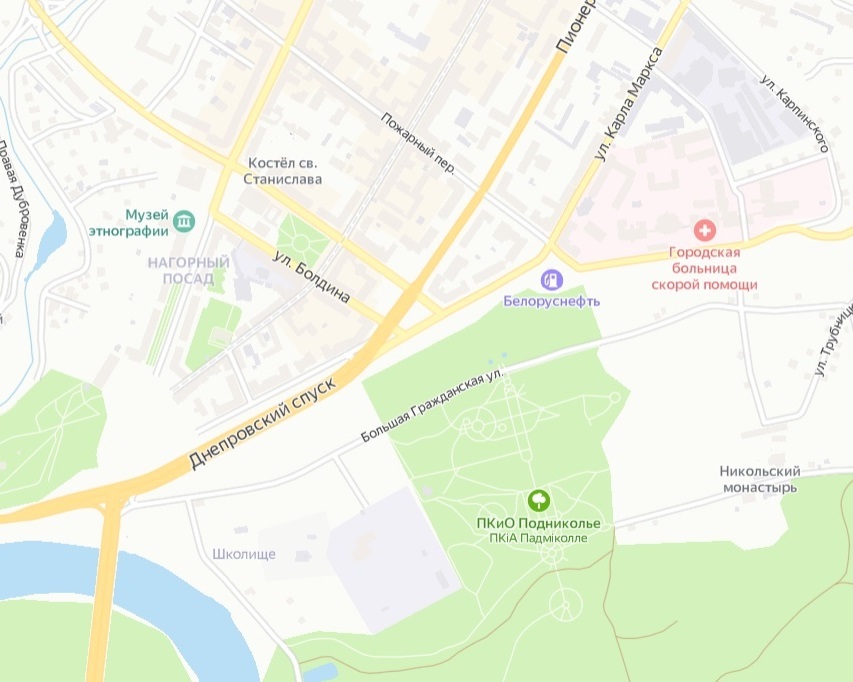 Пионер
ул. Карла Маркса
ул. Карпинского
Пожарный пер.
Правая Дубровенка
Костёл св.
Станислава
Музей
этнографии
НАГОРНЫЙ
ПОСАД
ул. Болдина
Городская
больница
скорой помощи
Белоруснефть
ул. Трубниц
Днепровский спуск
Большая Гражданская ул.
Никольский
монастырь
ПКиО Подниколье
ПКіА Падміколле
Школище